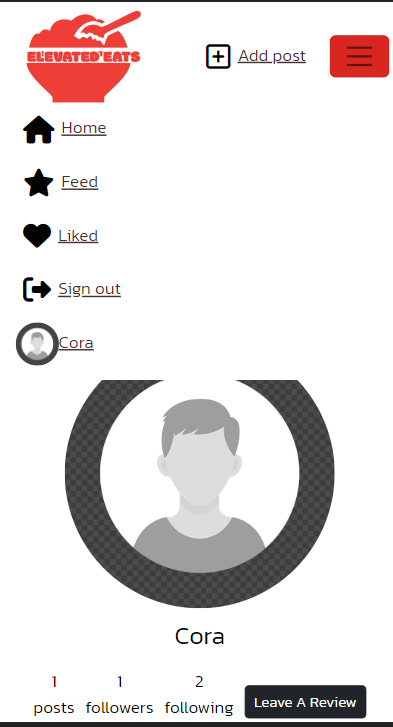 ELEVATED EATS
Add post
Home
Feed
Liked
Sign out
Cora
Cora
1 1 2
posts followers following Leave A Review